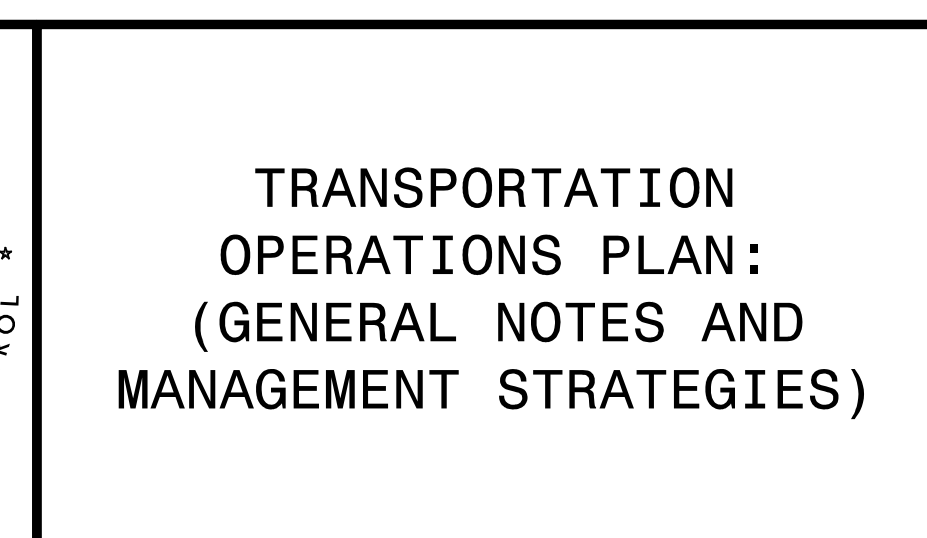 TRANSPORTATION
OPERATIONS PLAN:
(GENERAL NOTES AND
MANAGEMENT STRATEGIES)